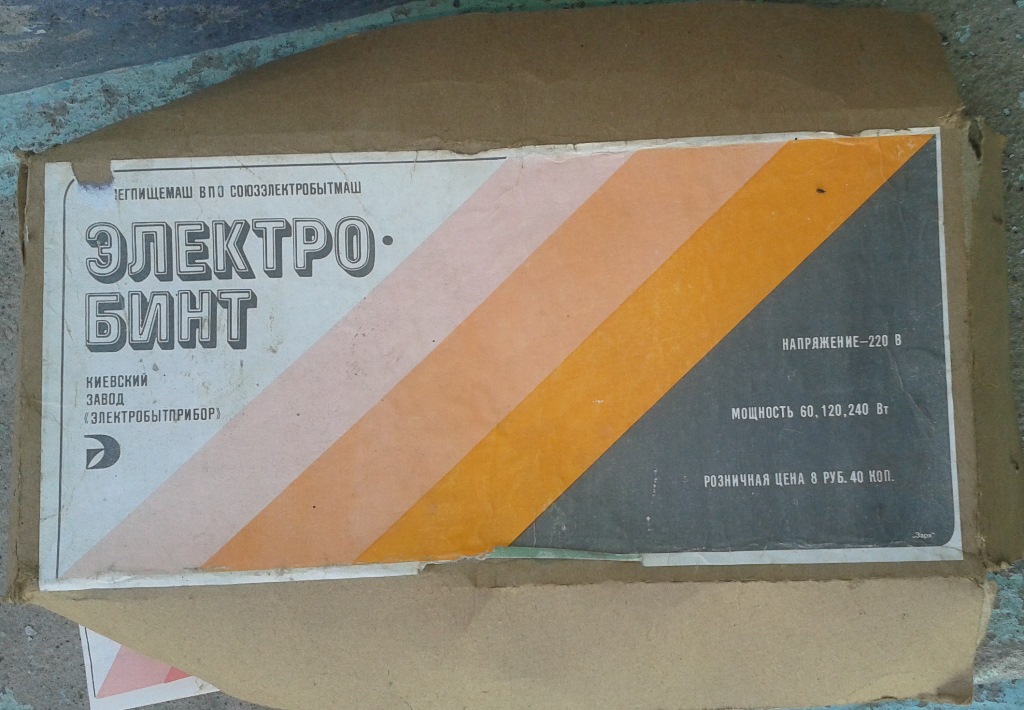 ВПО СОЮЗЭЛЕКТРОБЫТМАШ
ЭЛЕКТРО·
БИНТ
КИЕВСКИЙ
ЗАВОД
«ЭЛЕКТРОБЫТПРИБОР»
НАПРЯЖЕНИЕ–220 В
МОЩНОСТЬ 60,120,240 Вт
РОЗНИЧНАЯ ЦЕНА 8 РУБ. 40 КОП.
„Заря"